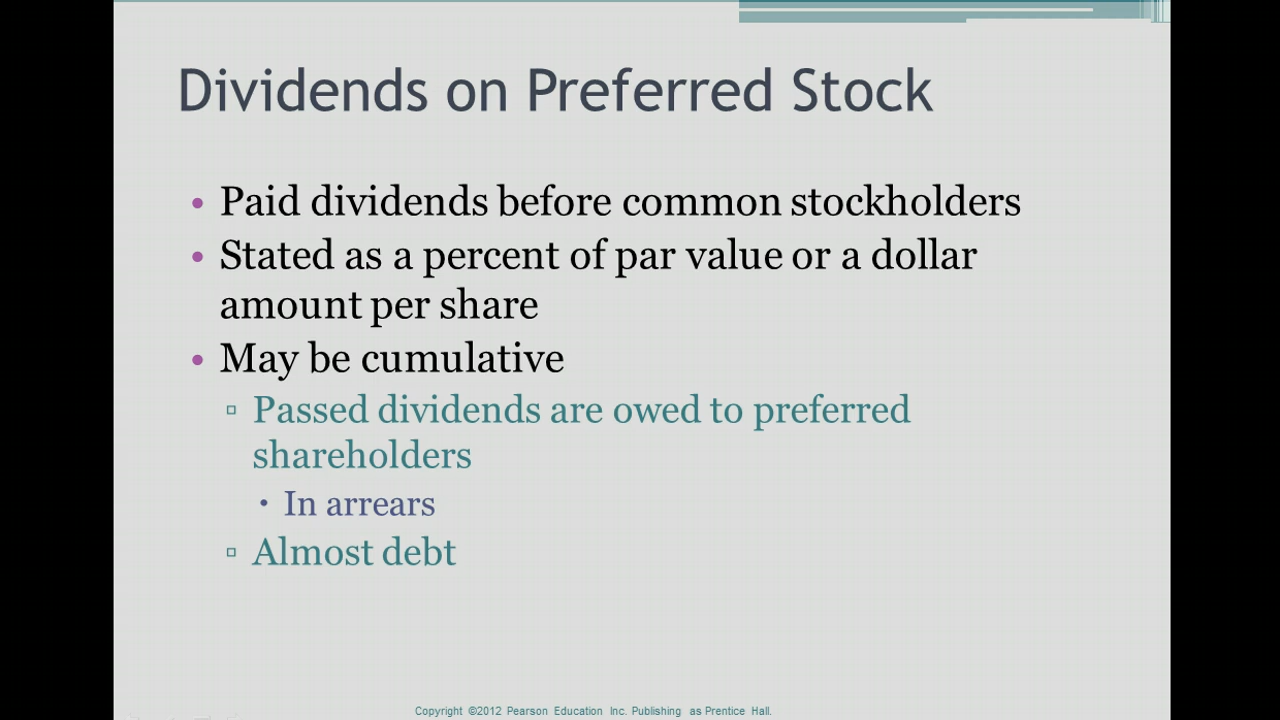 Dividends on Preferred Stock
• Paid dividends before common stockholders
• Stated as a percent of par value or a dollar
amount per share
• May be cumulative
▫ Passed dividends are owed to preferred
shareholders
▪ In arrears
▫ Almost debt
Copyright ©2012 Pearson Education Inc. Publishing as Prentice Hall.